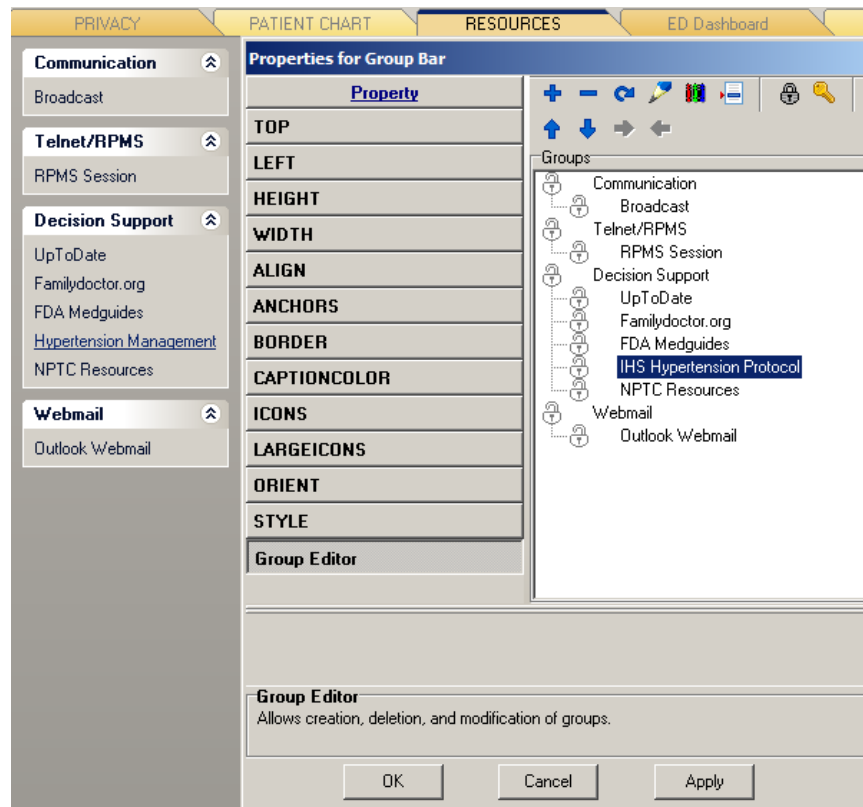 PRIVACY
PATIENT CHART
RESOURCES
ED Dashboard
Communication
Broadcast
Telnet/RPMS
RPMS Session
Decision Support
UpToDate
Familydoctor.org
FDA Medguides
Hypertension Management
NPTC Resources
Webmail
Outlook Webmail
Properties for Group Bar
Property
TOP
LEFT
HEIGHT
WIDTH
ALIGN
ANCHORS
BORDER
CAPTIONCOLOR
ICONS
LARGEICONS
ORIENT
STYLE
Group Editor
Groups
Communication
Broadcast
Telnet/RPMS
RPMS Session
Decision Support
UpToDate
Familydoctor.org
FDA Medguides
IHS Hypertension Protocol
NPTC Resources
Webmail
Outlook Webmail
Group Editor
Allows creation, deletion, and modification of groups.
OK
Cancel
Apply